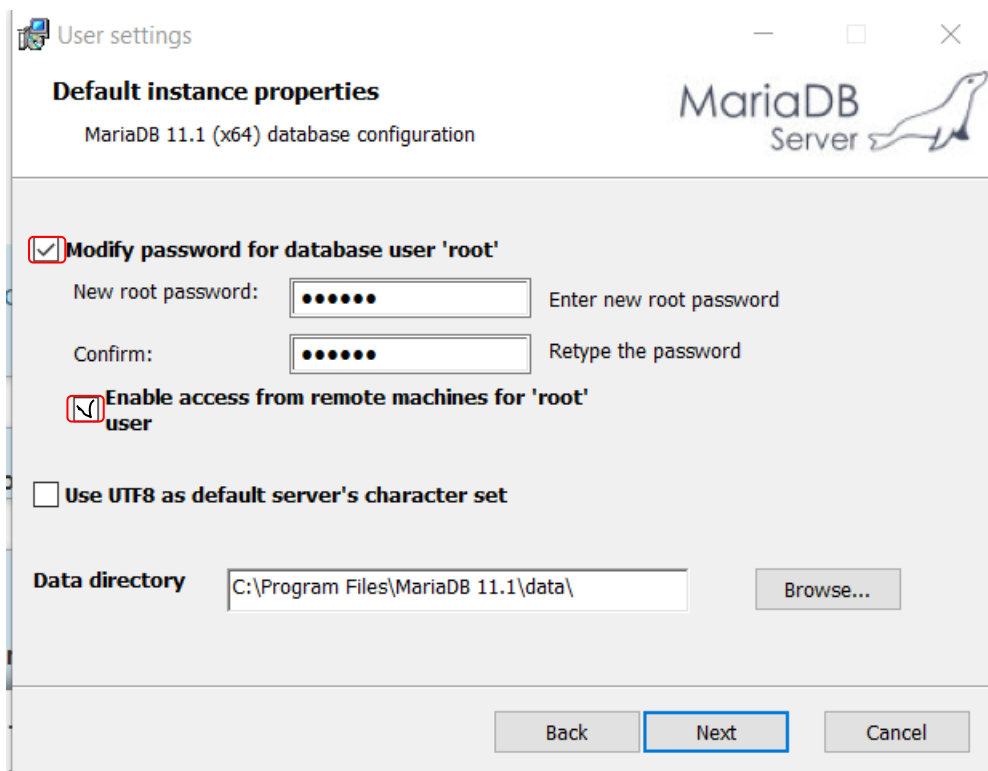 User settings
Default instance properties
MariaDB 11.1 (x64) database configuration
MariaDB
Server
Modify password for database user 'root'
New root password: •••••• Enter new root password
Confirm: •••••• Retype the password
Enable access from remote machines for 'root'
user
Use UTF8 as default server's character set
Data directory C:\Program Files\MariaDB 11.1\data\ Browse...
Back Next Cancel